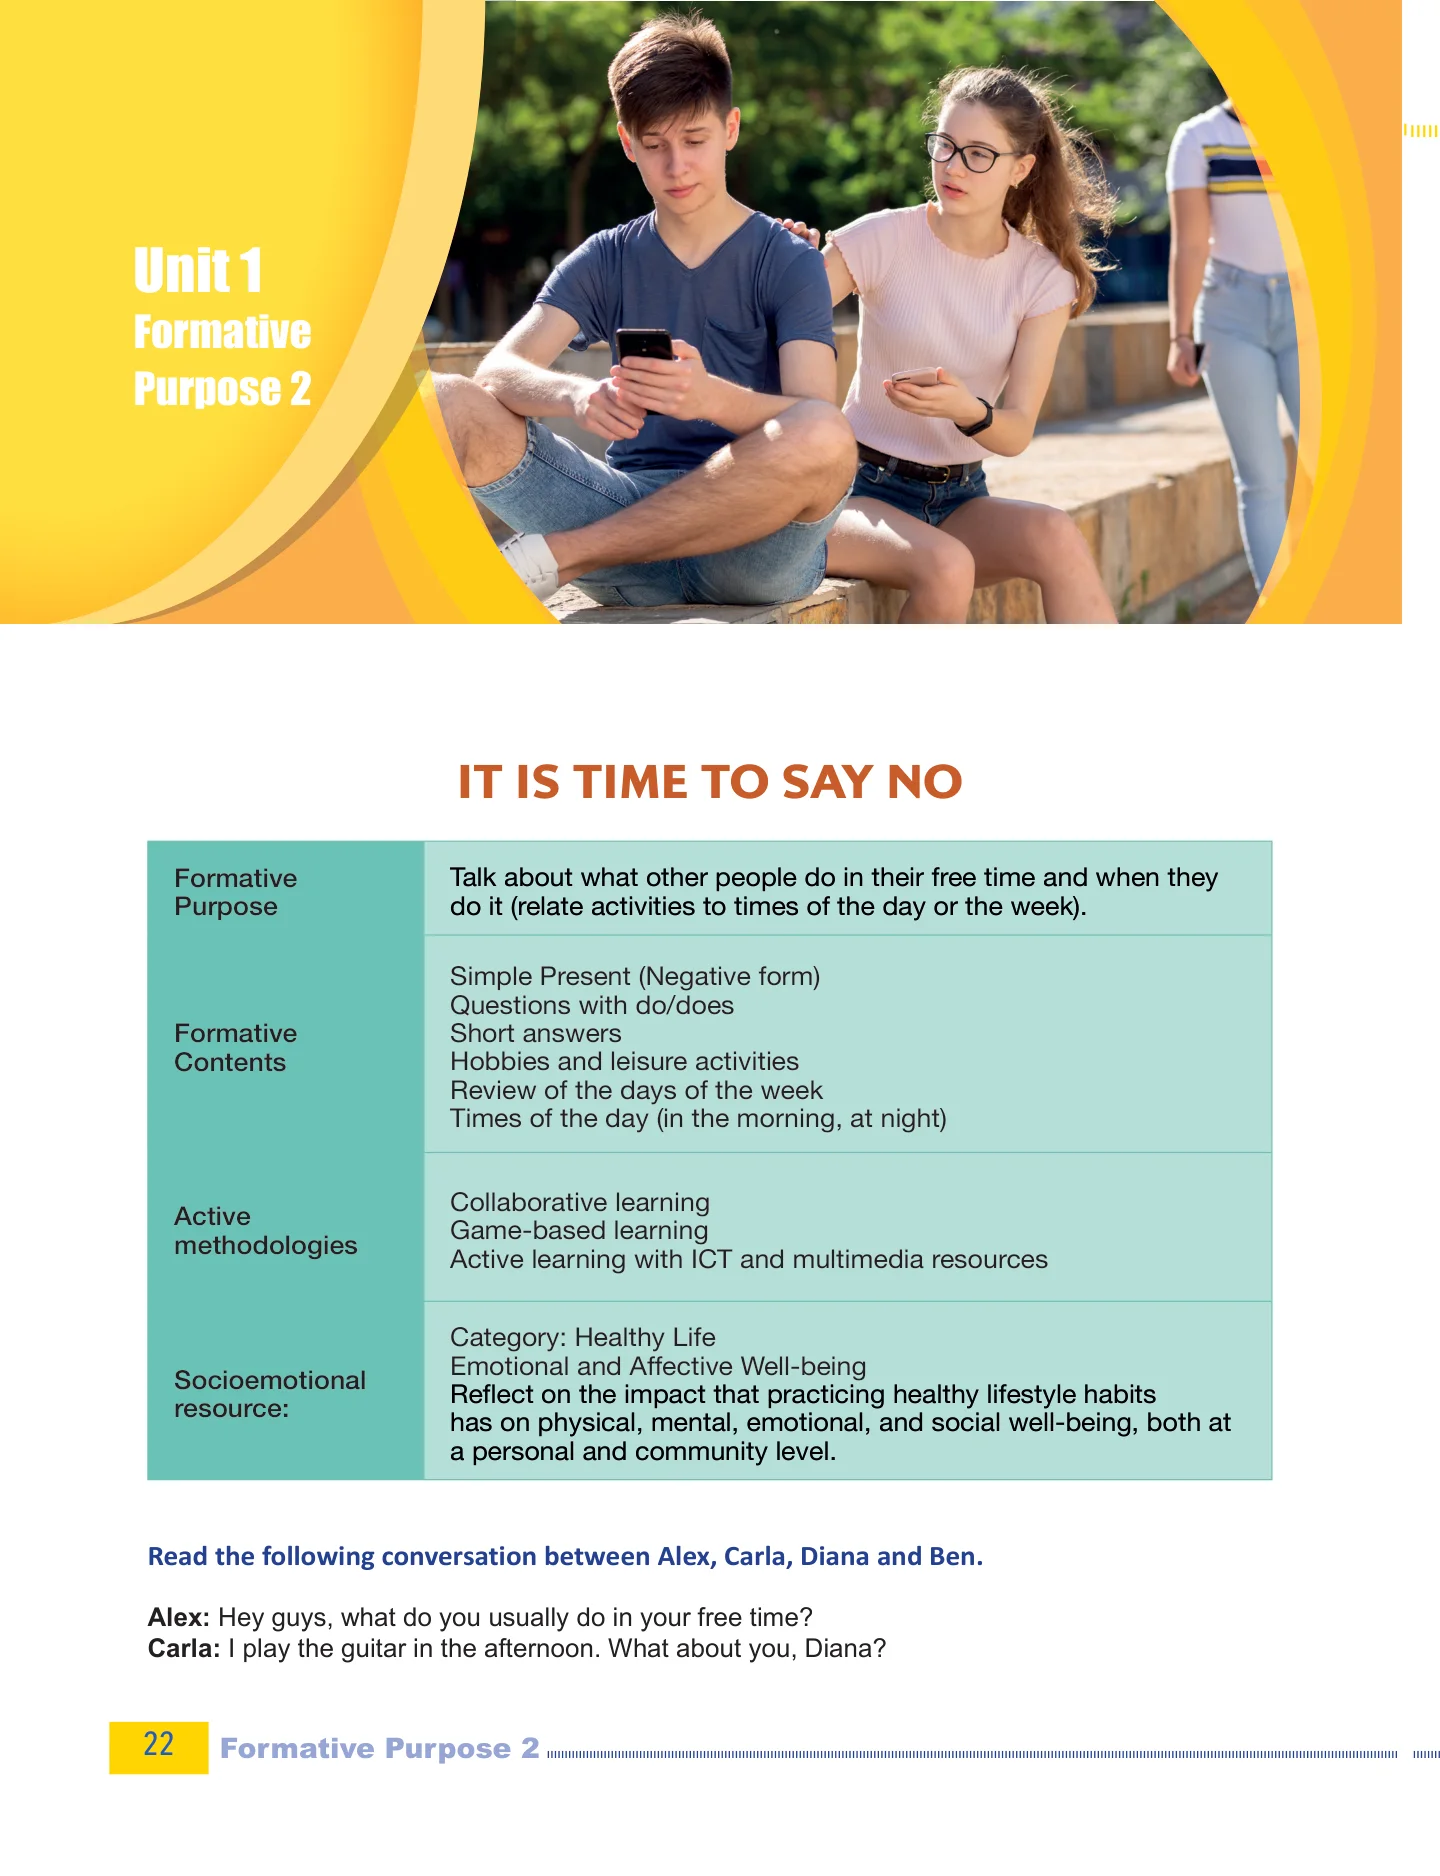 Unit 1
Formative
Purpose 2
IT IS TIME TO SAY NO
Formative
Purpose
Talk about what other people do in their free time and when they
do it (relate activities to times of the day or the week).
Formative
Contents
Simple Present (Negative form)
Questions with do/does
Short answers
Hobbies and leisure activities
Review of the days of the week
Times of the day (in the morning, at night)
Active
methodologies
Collaborative learning
Game-based learning
Active learning with ICT and multimedia resources
Socioemotional
resource:
Category: Healthy Life
Emotional and Affective Well-being
Reflect on the impact that practicing healthy lifestyle habits
has on physical, mental, emotional, and social well-being, both at
a personal and community level.
Read the following conversation between Alex, Carla, Diana and Ben.
Alex: Hey guys, what do you usually do in your free time?
Carla: I play the guitar in the afternoon. What about you, Diana?
22 Formative Purpose 2